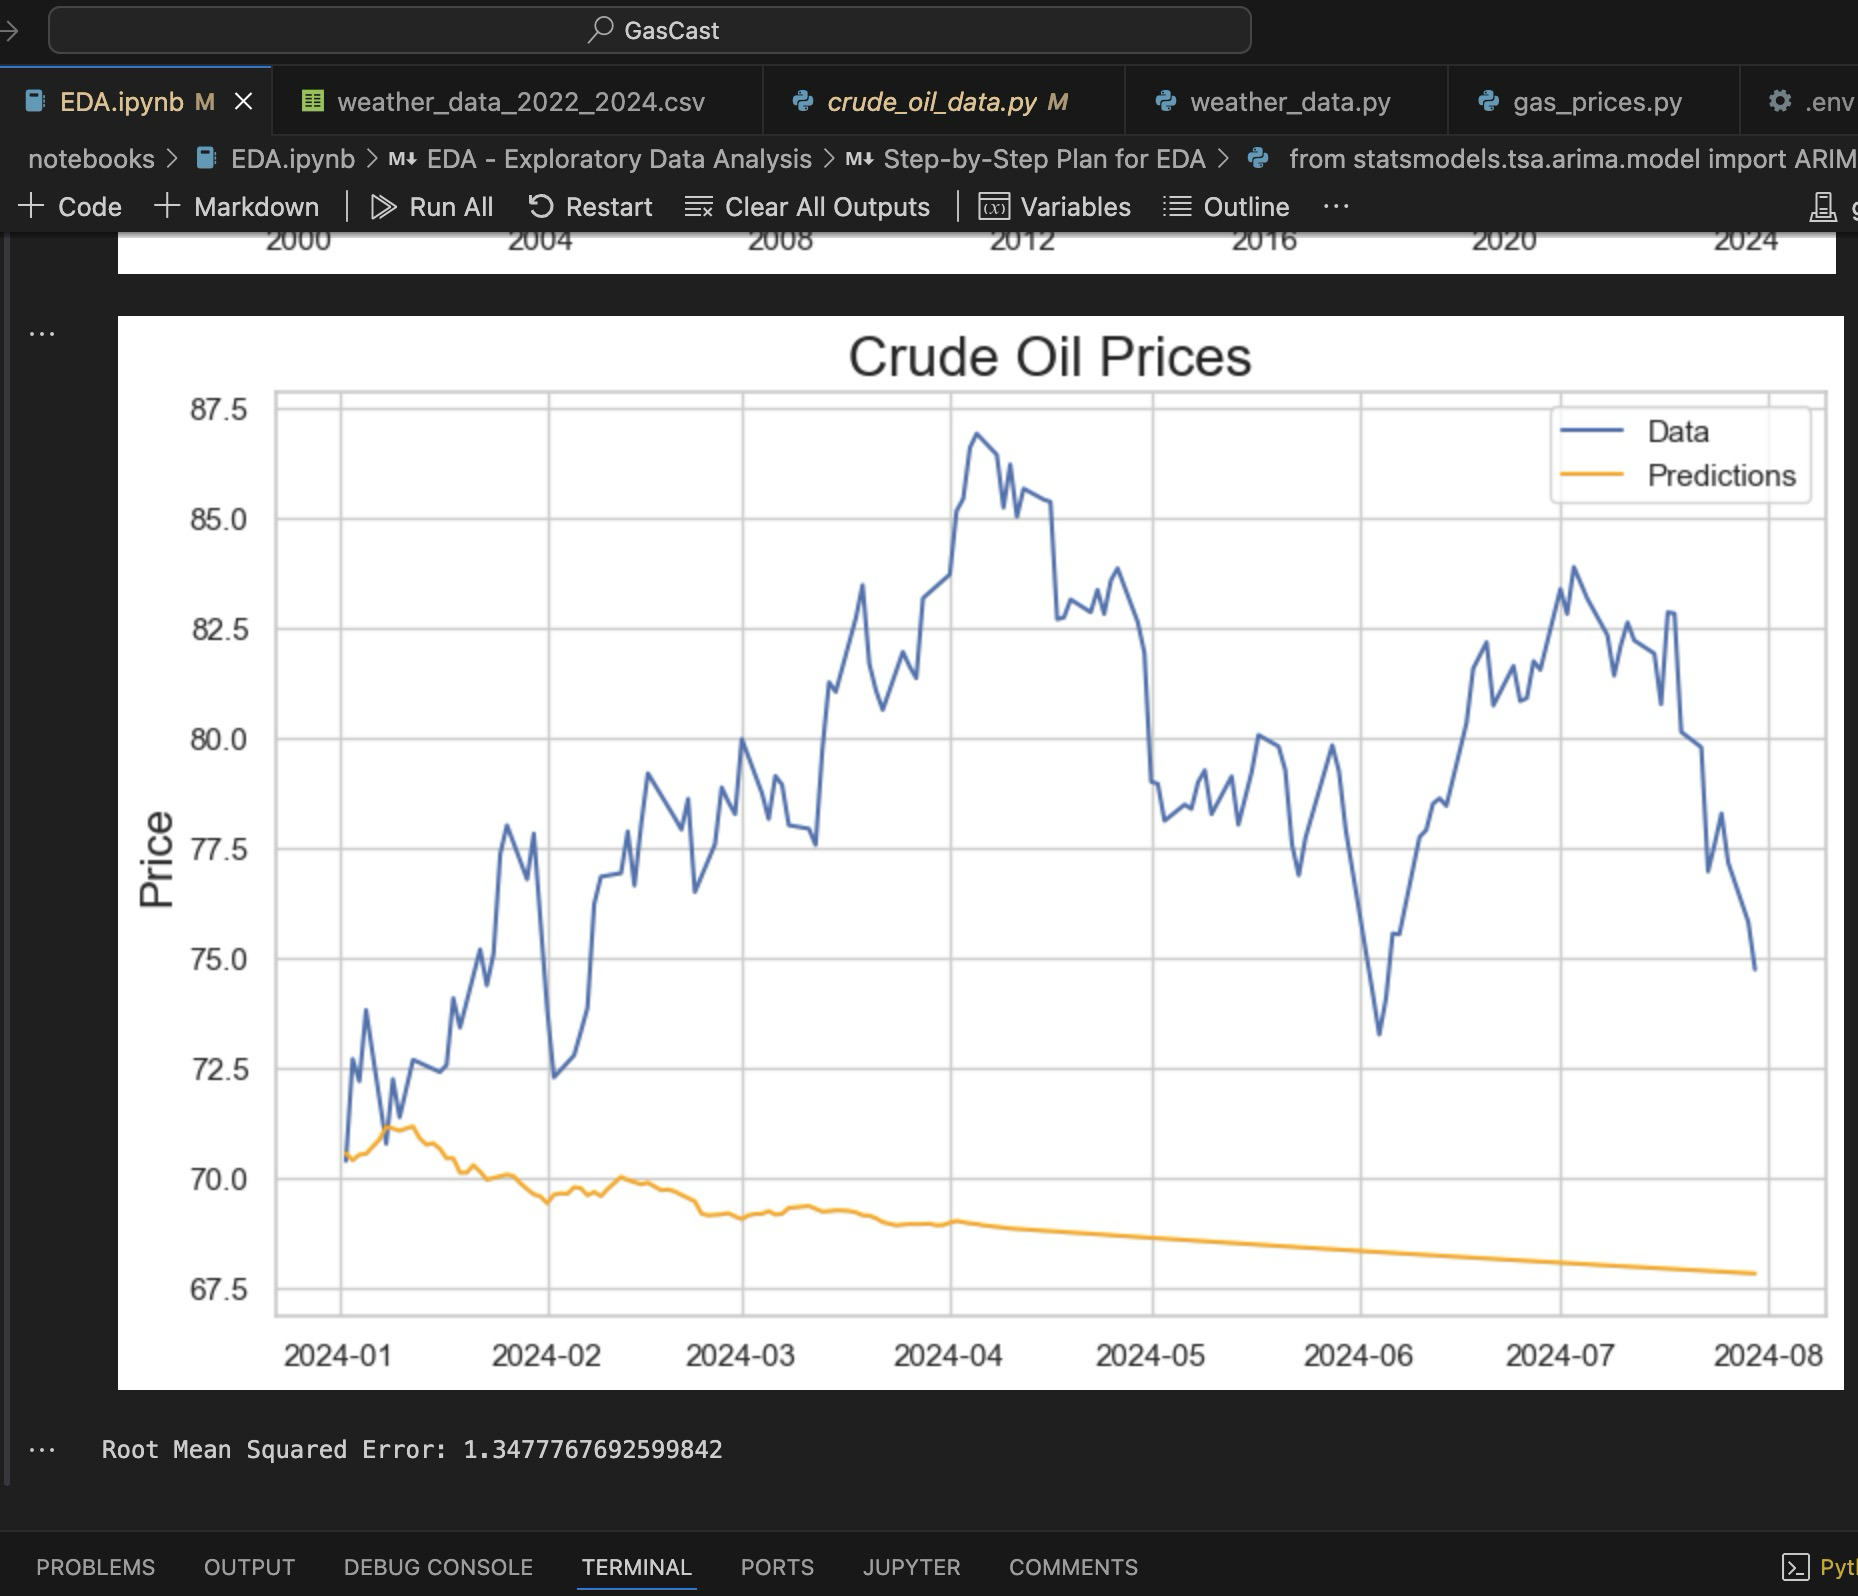 GasCast
EDA.ipynb M
weather_data_2022_2024.csv
crude_oil_data.py M
weather_data.py
gas_prices.py
.env
notebooks > EDA.ipynb > M↓ EDA - Exploratory Data Analysis > M↓ Step-by-Step Plan for EDA > from statsmodels.tsa.arima.model import ARIM
+ Code + Markdown | Run All Restart Clear All Outputs | (x) Variables Outline ...
2000 2004 2008 2012 2016 2020 2024
...
Crude Oil Prices
87.5
85.0
82.5
80.0
77.5
75.0
72.5
70.0
67.5
Price
Data
Predictions
2024-01 2024-02 2024-03 2024-04 2024-05 2024-06 2024-07 2024-08
... Root Mean Squared Error: 1.3477767692599842
PROBLEMS OUTPUT DEBUG CONSOLE TERMINAL PORTS JUPYTER COMMENTS
Pyt